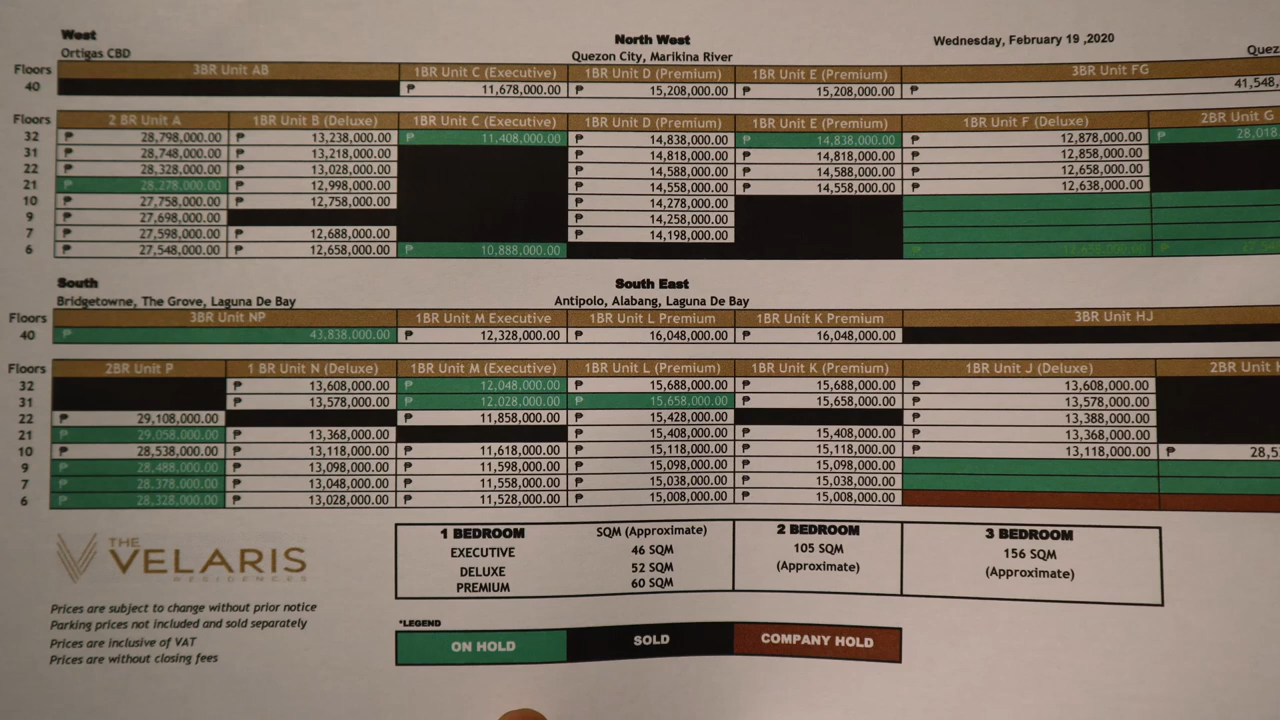 West
Ortigas CBD
North West
Quezon City, Marikina River
Wednesday, February 19 ,2020
Floors 3BR Unit AB 1BR Unit C (Executive) 1BR Unit D (Premium) 1BR Unit E (Premium) 3BR Unit FG
40 ₱ 11,678,000.00 ₱ 15,208,000.00 ₱ 15,208,000.00 ₱ 41,548,
Floors 2 BR Unit A 1BR Unit B (Deluxe) 1BR Unit C (Executive) 1BR Unit D (Premium) 1BR Unit E (Premium) 1BR Unit F (Deluxe) 2BR Unit G
32 ₱ 28,798,000.00 ₱ 13,238,000.00 ₱ 11,408,000.00 ₱ 14,838,000.00 ₱ 14,838,000.00 ₱ 12,878,000.00 ₱ 28,018
31 ₱ 28,748,000.00 ₱ 13,218,000.00 ₱ 14,818,000.00 ₱ 14,818,000.00 ₱ 12,858,000.00
22 ₱ 28,328,000.00 ₱ 13,028,000.00 ₱ 14,588,000.00 ₱ 14,588,000.00 ₱ 12,658,000.00
21 ₱ 28,278,000.00 ₱ 12,998,000.00 ₱ 14,558,000.00 ₱ 14,558,000.00 ₱ 12,638,000.00
10 ₱ 27,758,000.00 ₱ 12,758,000.00 ₱ 14,278,000.00
9 ₱ 27,698,000.00 ₱ 14,258,000.00
7 ₱ 27,598,000.00 ₱ 12,688,000.00 ₱ 14,198,000.00
6 ₱ 27,548,000.00 ₱ 12,658,000.00 ₱ 10,888,000.00 ₱ ₱
South
Bridgetowne, The Grove, Laguna De Bay
South East
Antipolo, Alabang, Laguna De Bay
Floors 3BR Unit NP 1BR Unit M Executive 1BR Unit L Premium 1BR Unit K Premium 3BR Unit HJ
40 ₱ 43,838,000.00 ₱ 12,328,000.00 ₱ 16,048,000.00 ₱ 16,048,000.00
Floors 2BR Unit P 1 BR Unit N (Deluxe) 1BR Unit M (Executive) 1BR Unit L (Premium) 1BR Unit K (Premium) 1BR Unit J (Deluxe) 2BR Unit
32 ₱ 13,608,000.00 ₱ 12,048,000.00 ₱ 15,688,000.00 ₱ 15,688,000.00 ₱ 13,608,000.00
31 ₱ 13,578,000.00 ₱ 12,028,000.00 ₱ 15,658,000.00 ₱ 15,658,000.00 ₱ 13,578,000.00
22 ₱ 29,108,000.00 ₱ 11,858,000.00 ₱ 15,428,000.00 ₱ 13,388,000.00
21 ₱ 29,058,000.00 ₱ 13,368,000.00 ₱ 15,408,000.00 ₱ 15,408,000.00 ₱ 13,368,000.00
10 ₱ 28,538,000.00 ₱ 13,118,000.00 ₱ 11,618,000.00 ₱ 15,118,000.00 ₱ 15,118,000.00 ₱ 13,118,000.00 ₱ 28,5
9 ₱ 28,488,000.00 ₱ 13,098,000.00 ₱ 11,598,000.00 ₱ 15,098,000.00 ₱ 15,098,000.00
7 ₱ 28,378,000.00 ₱ 13,048,000.00 ₱ 11,558,000.00 ₱ 15,038,000.00 ₱ 15,038,000.00
6 ₱ 28,328,000.00 ₱ 13,028,000.00 ₱ 11,528,000.00 ₱ 15,008,000.00 ₱ 15,008,000.00
THE
VELARIS
RESIDENCES
1 BEDROOM SQM (Approximate) 2 BEDROOM 3 BEDROOM
EXECUTIVE 46 SQM 105 SQM 156 SQM
DELUXE 52 SQM (Approximate) (Approximate)
PREMIUM 60 SQM
Prices are subject to change without prior notice
Parking prices not included and sold separately
Prices are inclusive of VAT
Prices are without closing fees
*LEGEND
ON HOLD SOLD COMPANY HOLD